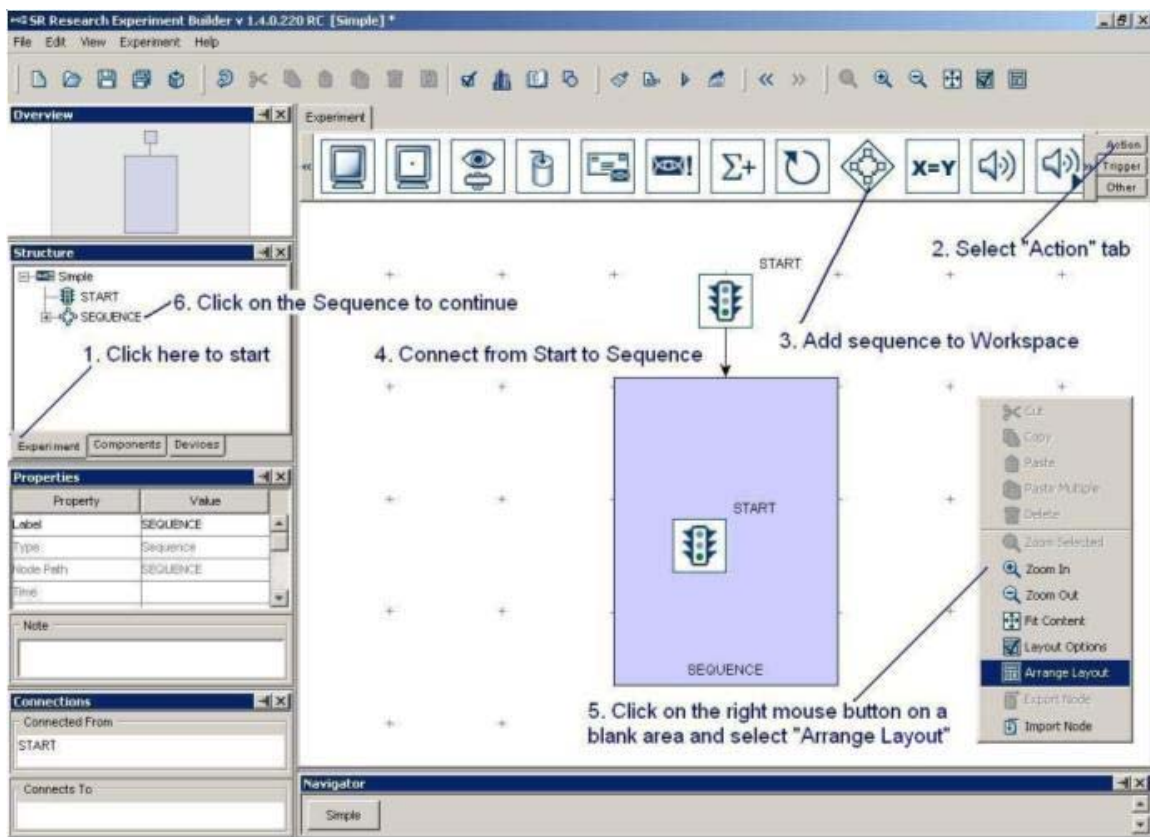 SR Research Experiment Builder v 1.4.0.220 RC [Simple] *
File Edit View Experiment Help
Overview
Experiment
X=Y
Σ+
Action
Trigger
Other
2. Select "Action" tab
Structure
Simple
START
SEQUENCE
6. Click on the Sequence to continue
1. Click here to start
START
3. Add sequence to Workspace
4. Connect from Start to Sequence
Experiment Components Devices
Properties
Property Value
Label SEQUENCE
Type Sequence
Node Path SEQUENCE
Time
Note
START
SEQUENCE
Cut
Copy
Paste
Paste Multiple
Delete
Zoom Selected
Zoom In
Zoom Out
Fit Content
Layout Options
Arrange Layout
Export Node
Import Node
5. Click on the right mouse button on a
blank area and select "Arrange Layout"
Connections
Connected From
START
Connects To
Navigator
Simple